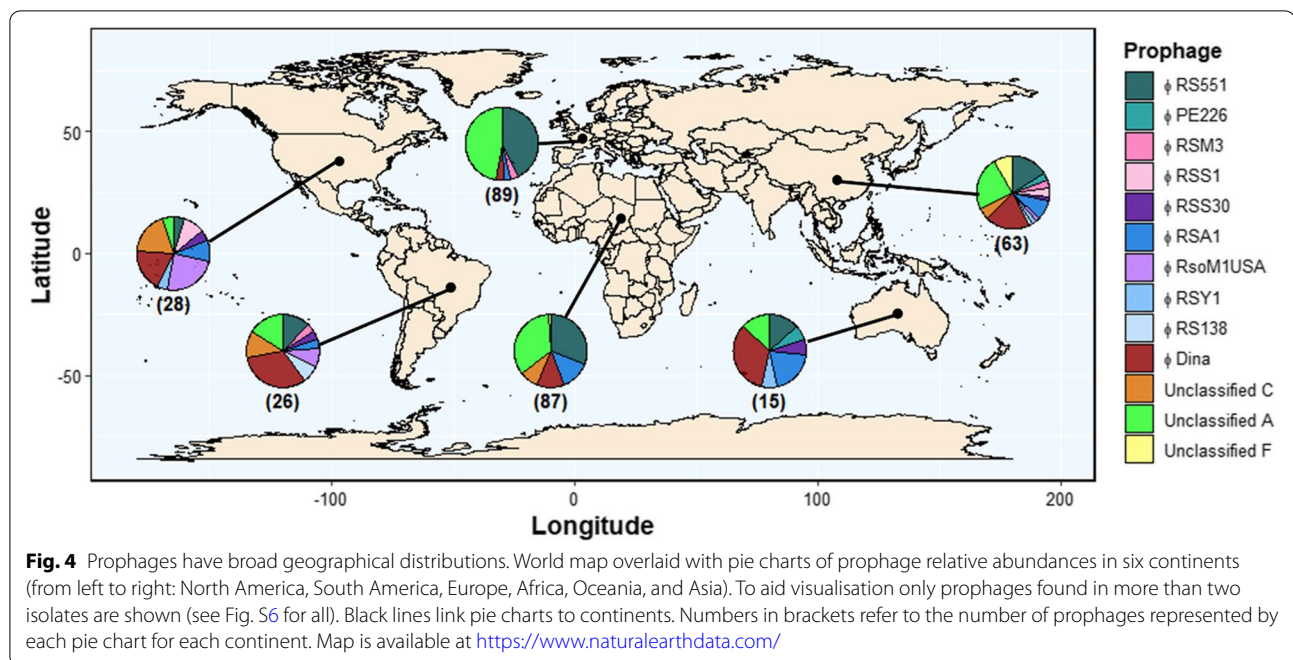 Latitude
50
0
-50
-100
0
100
200
Longitude
(28)
(26)
(89)
(87)
(15)
(63)
Prophage
ϕ RS551
ϕ PE226
ϕ RSM3
ϕ RSS1
ϕ RSS30
ϕ RSA1
ϕ RsoM1USA
ϕ RSY1
ϕ RS138
ϕ Dina
Unclassified C
Unclassified A
Unclassified F
Fig. 4 Prophages have broad geographical distributions. World map overlaid with pie charts of prophage relative abundances in six continents
(from left to right: North America, South America, Europe, Africa, Oceania, and Asia). To aid visualisation only prophages found in more than two
isolates are shown (see Fig. S6 for all). Black lines link pie charts to continents. Numbers in brackets refer to the number of prophages represented by
each pie chart for each continent. Map is available at https://www.naturalearthdata.com/